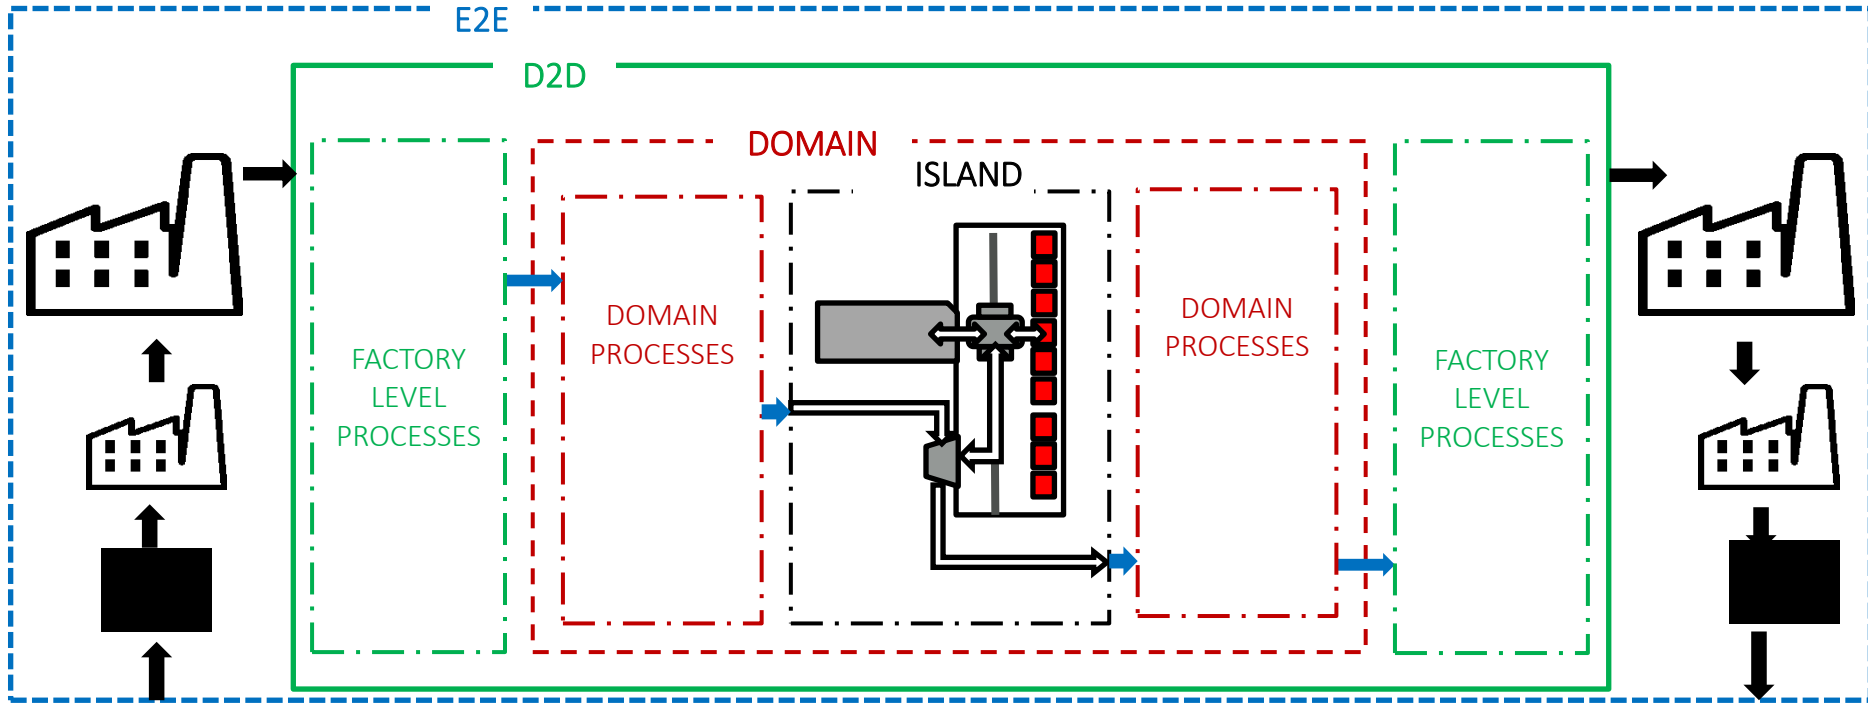 E2E
D2D
DOMAIN
ISLAND
FACTORY
LEVEL
PROCESSES
DOMAIN
PROCESSES
DOMAIN
PROCESSES
FACTORY
LEVEL
PROCESSES